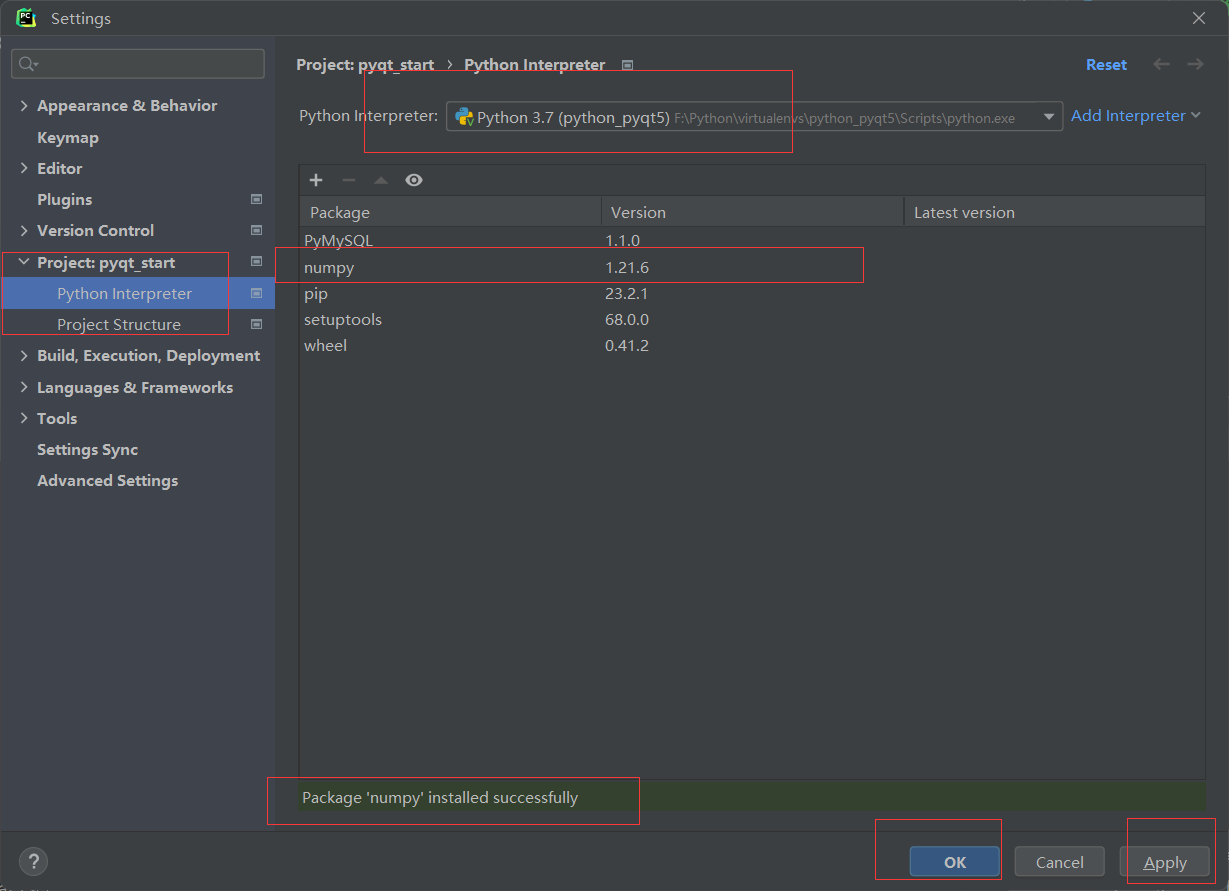 PC
Settings
Project: pyqt_start › Python Interpreter
Reset
Appearance & Behavior
Keymap
Editor
Plugins
Version Control
Project: pyqt_start
Python Interpreter
Project Structure
Build, Execution, Deployment
Languages & Frameworks
Tools
Settings Sync
Advanced Settings
Python Interpreter: Python 3.7 (python_pyqt5) F:\Python\virtualenvs\python_pyqt5\Scripts\python.exe Add Interpreter
Package Version Latest version
PyMySQL 1.1.0
numpy 1.21.6
pip 23.2.1
setuptools 68.0.0
wheel 0.41.2
Package 'numpy' installed successfully
? OK Cancel Apply